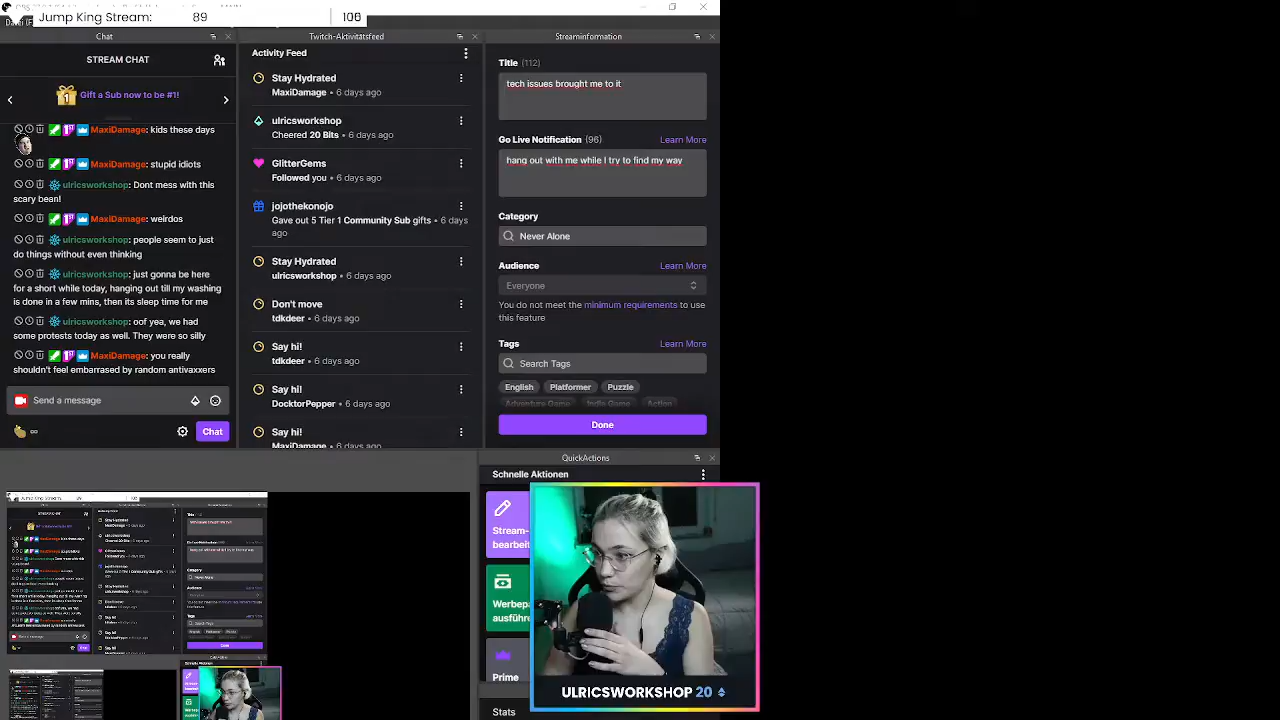 Jump King Stream: 89 106
Chat
Twitch-Aktivitätsfeed
Streaminformation
STREAM CHAT
Gift a Sub now to be #1!
MaxiDamage: kids these days
MaxiDamage: stupid idiots
ulricsworkshop: Dont mess with this
scary bean!
MaxiDamage: weirdos
ulricsworkshop: people seem to just
do things without even thinking
ulricsworkshop: just gonna be here
for a short while today, hanging out till my washing
is done in a few mins, then its sleep time for me
ulricsworkshop: oof yea, we had
some protests today as well. They were so silly
MaxiDamage: you really
shouldn't feel embarrased by random antivaxxers
Send a message
Chat
Activity Feed
Stay Hydrated
MaxiDamage • 6 days ago
ulricsworkshop
Cheered 20 Bits • 6 days ago
GlitterGems
Followed you • 6 days ago
jojothekonojo
Gave out 5 Tier 1 Community Sub gifts • 6 days
ago
Stay Hydrated
ulricsworkshop • 6 days ago
Don't move
tdkdeer • 6 days ago
Say hi!
tdkdeer • 6 days ago
Say hi!
DocktorPepper • 6 days ago
Say hi!
MaxiDamage • 6 days ago
Title (112)
tech issues brought me to it
Go Live Notification (96) Learn More
hang out with me while I try to find my way
Category
Never Alone
Audience Learn More
Everyone
You do not meet the minimum requirements to use
this feature
Tags Learn More
Search Tags
English Platformer Puzzle
Adventure Game Indie Game Action
Done
QuickActions
Schnelle Aktionen
Stream-
bearbeit
Werbepa
ausführe
Prime
Stats
ULRICSWORKSHOP 20